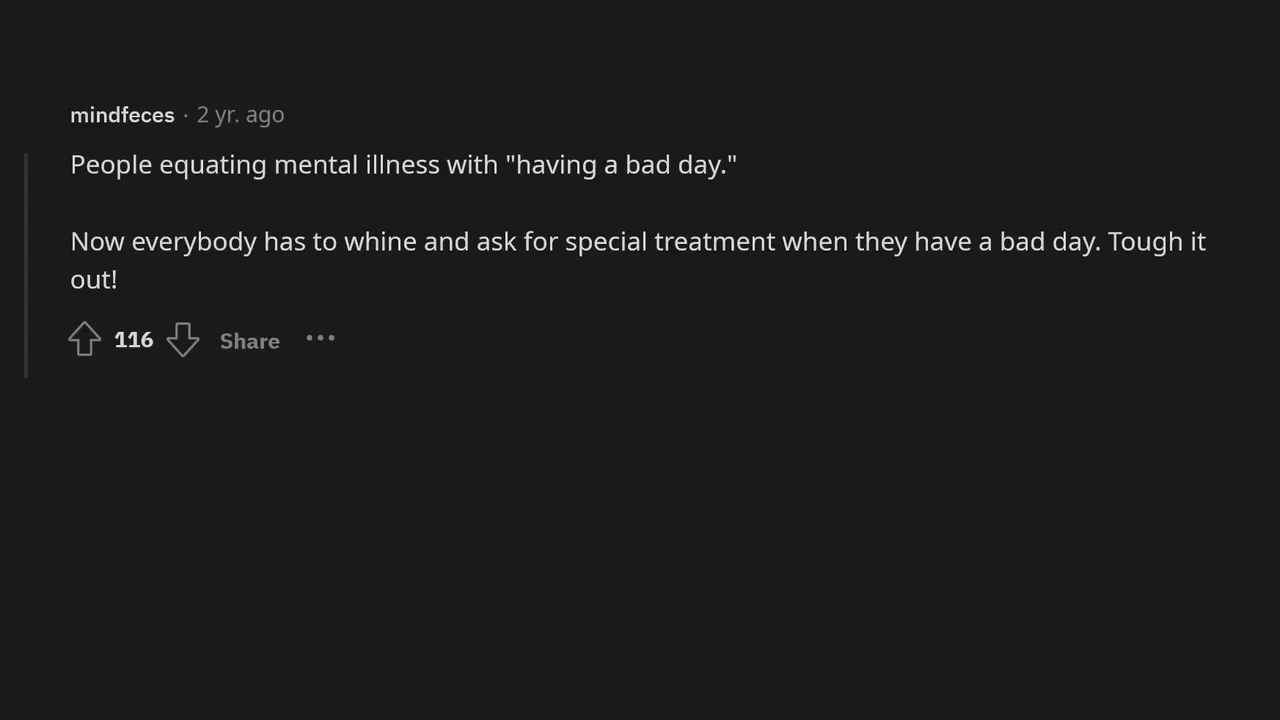 mindfeces · 2 yr. ago
People equating mental illness with "having a bad day."
Now everybody has to whine and ask for special treatment when they have a bad day. Tough it
out!
116 Share ···